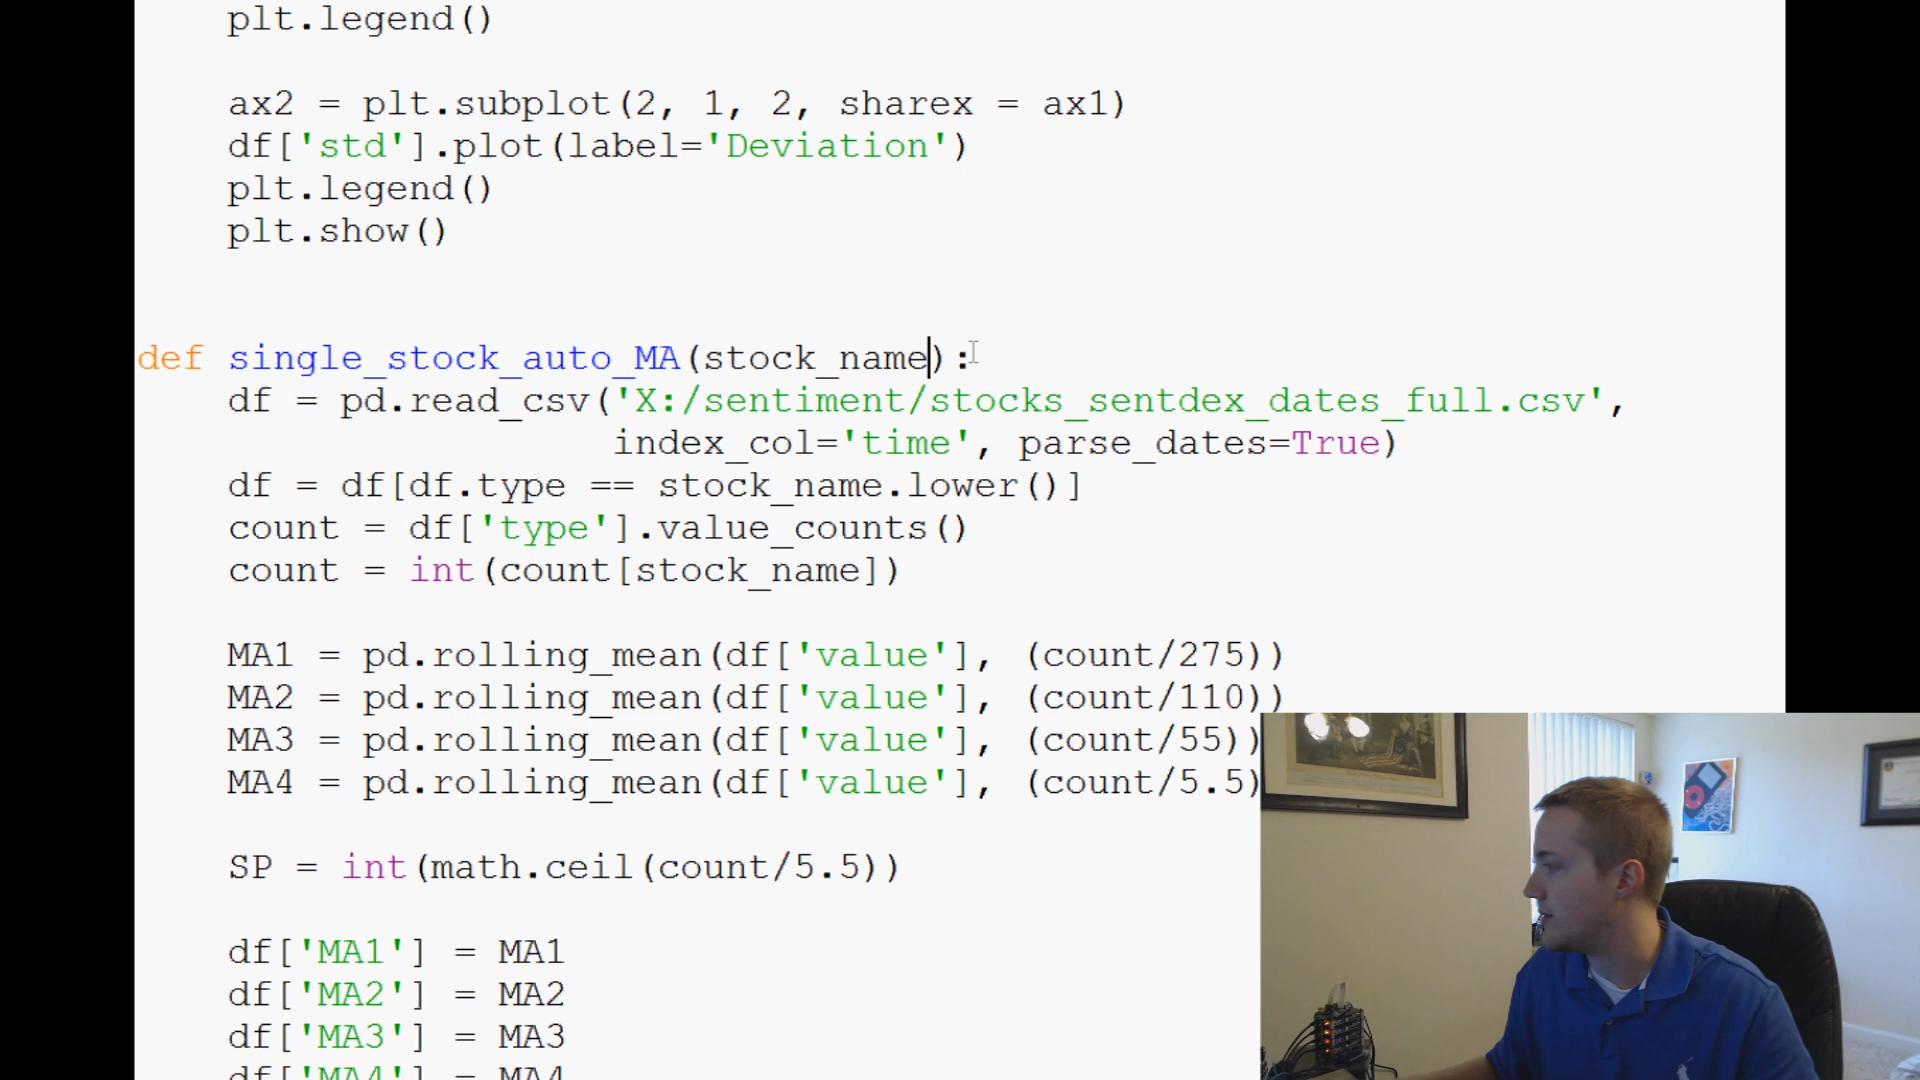 plt.legend()
ax2 = plt.subplot(2, 1, 2, sharex = ax1)
df['std'].plot(label='Deviation')
plt.legend()
plt.show()
def single_stock_auto_MA(stock_name):
df = pd.read_csv('X:/sentiment/stocks_sentdex_dates_full.csv',
index_col='time', parse_dates=True)
df = df[df.type == stock_name.lower()]
count = df['type'].value_counts()
count = int(count[stock_name])
MA1 = pd.rolling_mean(df['value'], (count/275))
MA2 = pd.rolling_mean(df['value'], (count/110))
MA3 = pd.rolling_mean(df['value'], (count/55))
MA4 = pd.rolling_mean(df['value'], (count/5.5)
SP = int(math.ceil(count/5.5))
df['MA1'] = MA1
df['MA2'] = MA2
df['MA3'] = MA3
df['MA4'] = MA4